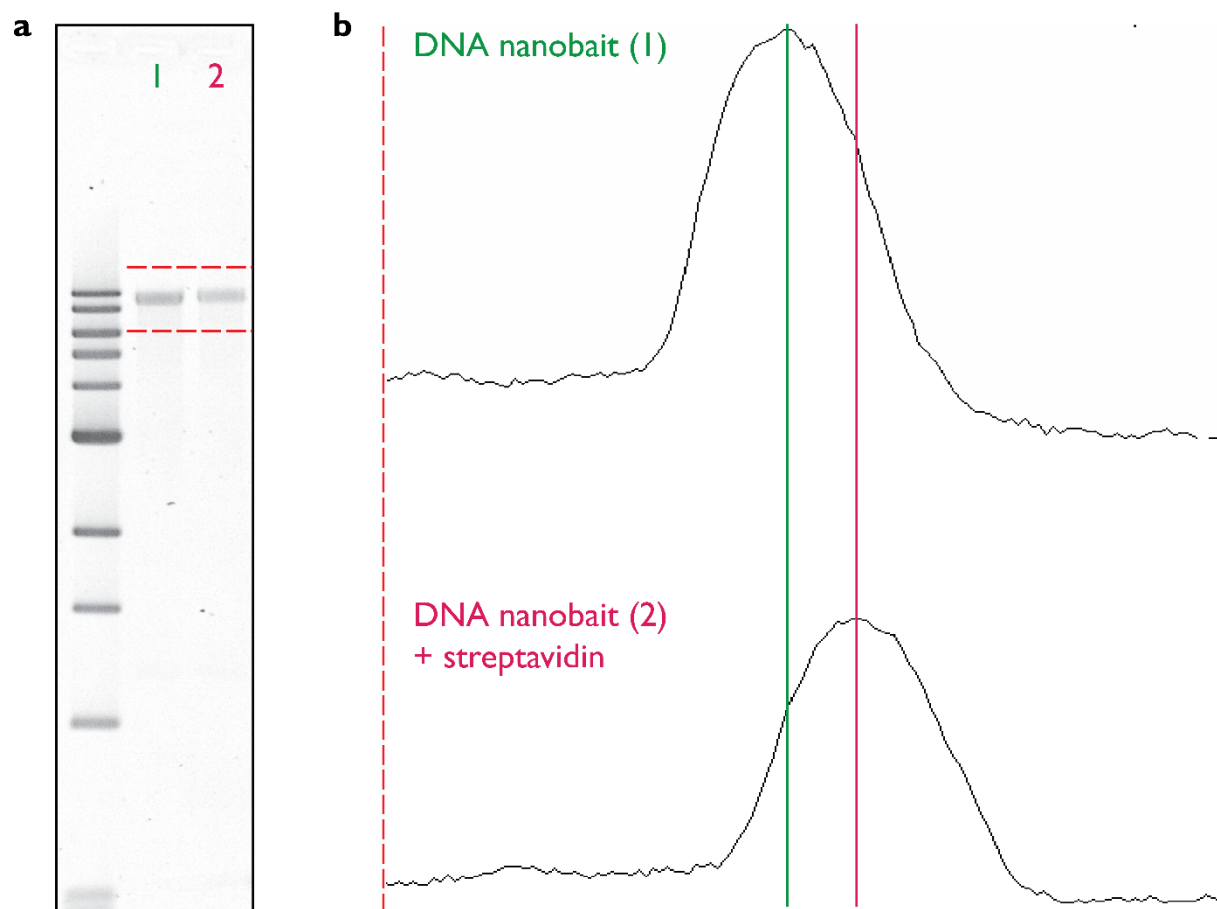 a
1 2
b
DNA nanobait (1)
DNA nanobait (2)
+ streptavidin